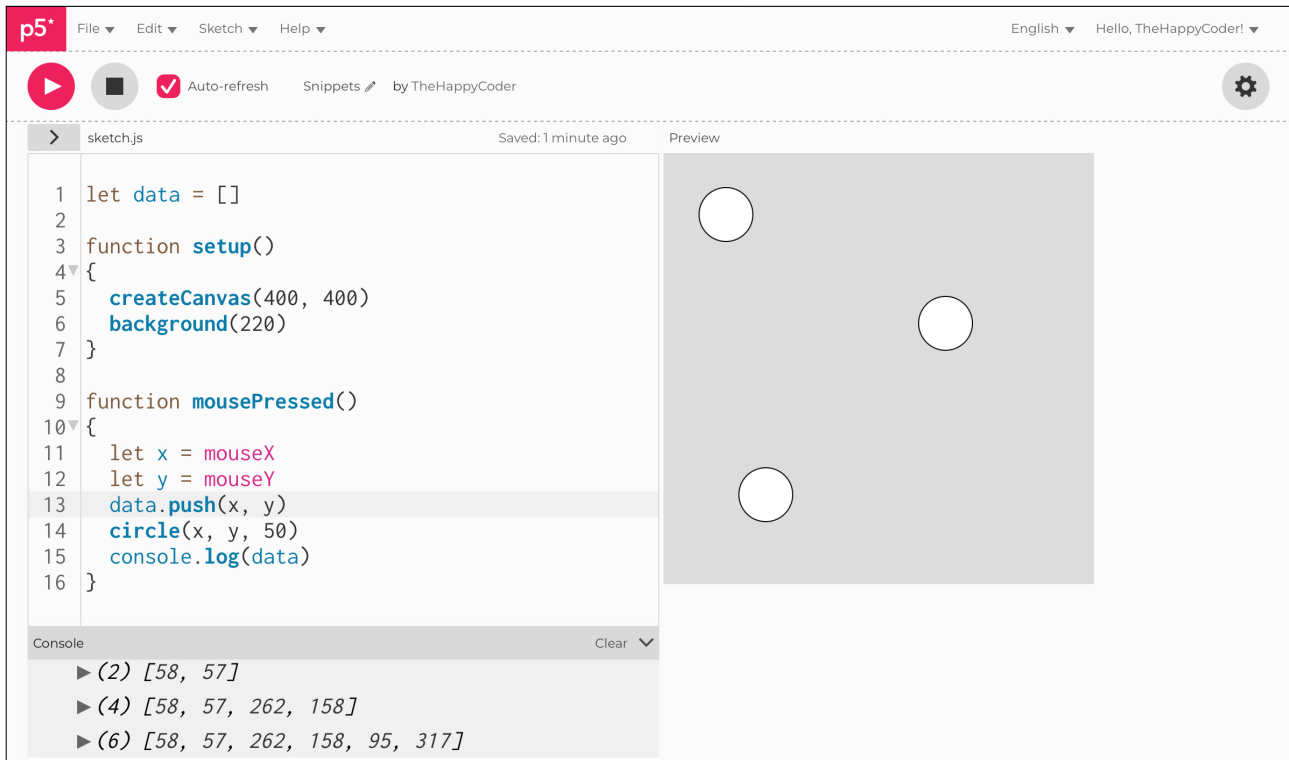 p5* File Edit Sketch Help English Hello, TheHappyCoder!
Auto-refresh Snippets by TheHappyCoder
sketch.js Saved: 1 minute ago Preview
1 let data = []
2
3 function setup()
4 {
5 createCanvas(400, 400)
6 background(220)
7 }
8
9 function mousePressed()
10 {
11 let x = mouseX
12 let y = mouseY
13 data.push(x, y)
14 circle(x, y, 50)
15 console.log(data)
16 }
Console Clear
(2) [58, 57]
(4) [58, 57, 262, 158]
(6) [58, 57, 262, 158, 95, 317]